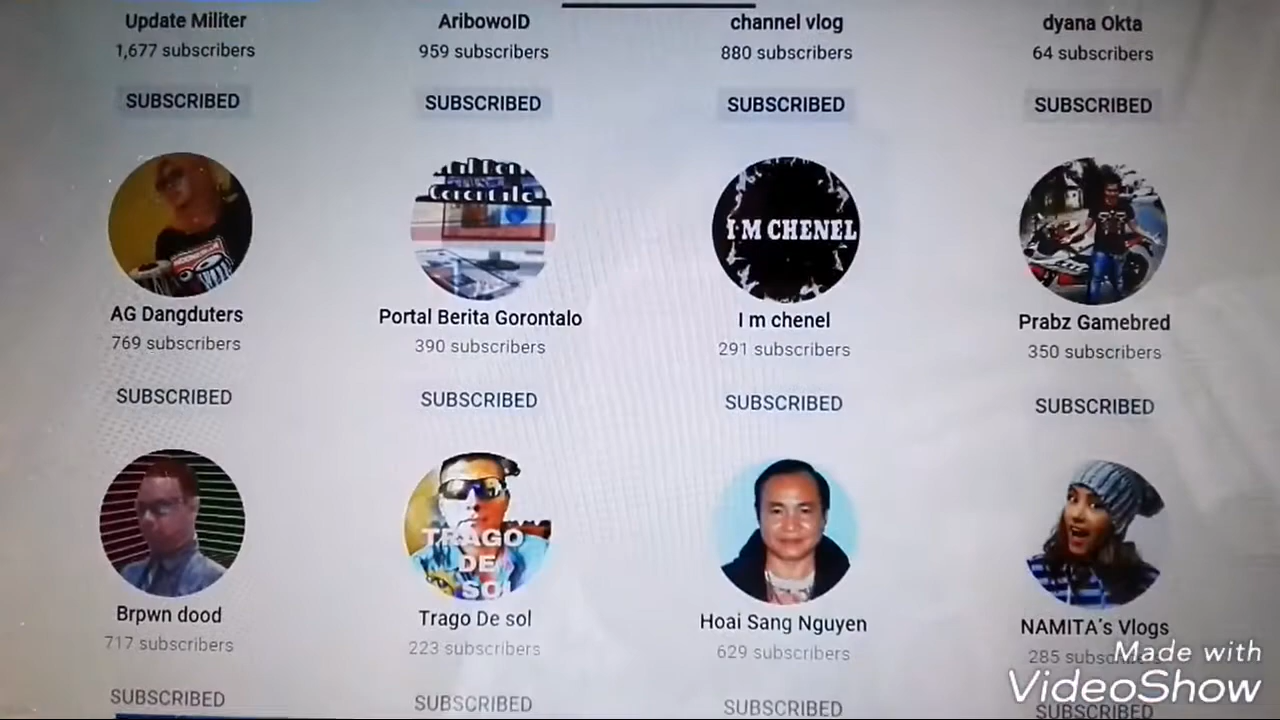 Update Militer
AribowoID
channel vlog
dyana Okta
1,677 subscribers
959 subscribers
880 subscribers
64 subscribers
SUBSCRIBED
SUBSCRIBED
SUBSCRIBED
SUBSCRIBED
Gorontalo
I·M CHENEL
AG Dangduters
Portal Berita Gorontalo
I m chenel
Prabz Gamebred
769 subscribers
390 subscribers
291 subscribers
350 subscribers
SUBSCRIBED
SUBSCRIBED
SUBSCRIBED
SUBSCRIBED
TRAGO
DE
SOL
Brpwn dood
Trago De sol
Hoai Sang Nguyen
NAMITA's Vlogs
717 subscribers
223 subscribers
629 subscribers
285 subscribers
SUBSCRIBED
SUBSCRIBED
SUBSCRIBED
SUBSCRIBED
Made with
VideoShow